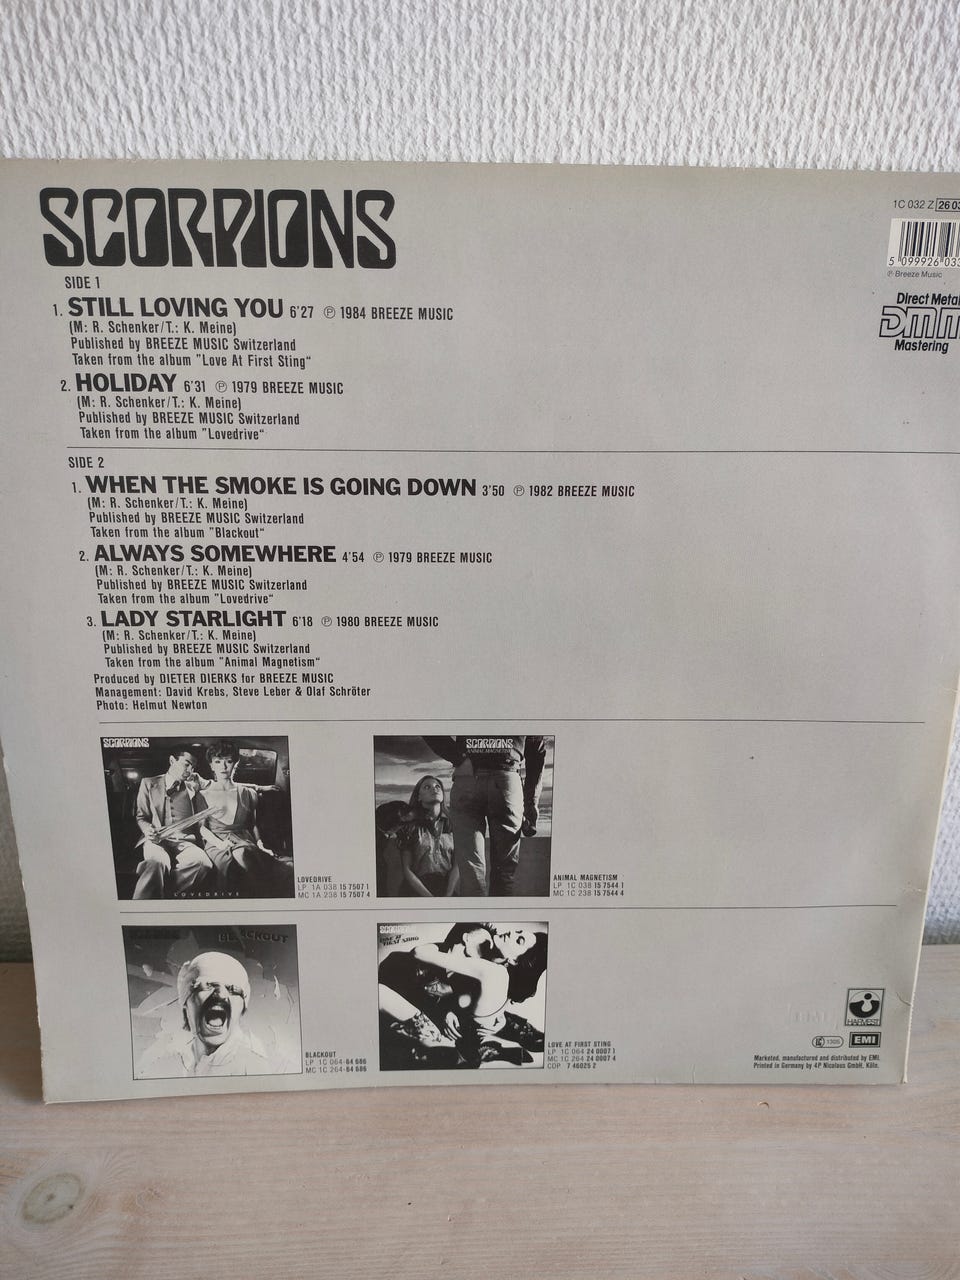 SCORPIONS
1C 032 Z 26 03
5 099926 03
℗ Breeze Music
Direct Metal
DMM
Mastering
SIDE 1
1. STILL LOVING YOU 6'27 ℗ 1984 BREEZE MUSIC
(M: R. Schenker/T.: K. Meine)
Published by BREEZE MUSIC Switzerland
Taken from the album "Love At First Sting"
2. HOLIDAY 6'31 ℗ 1979 BREEZE MUSIC
(M: R. Schenker/T.: K. Meine)
Published by BREEZE MUSIC Switzerland
Taken from the album "Lovedrive"
SIDE 2
1. WHEN THE SMOKE IS GOING DOWN 3'50 ℗ 1982 BREEZE MUSIC
(M: R. Schenker/T.: K. Meine)
Published by BREEZE MUSIC Switzerland
Taken from the album "Blackout"
2. ALWAYS SOMEWHERE 4'54 ℗ 1979 BREEZE MUSIC
(M: R. Schenker/T.: K. Meine)
Published by BREEZE MUSIC Switzerland
Taken from the album "Lovedrive"
3. LADY STARLIGHT 6'18 ℗ 1980 BREEZE MUSIC
(M: R. Schenker/T.: K. Meine)
Published by BREEZE MUSIC Switzerland
Taken from the album "Animal Magnetism"
Produced by DIETER DIERKS for BREEZE MUSIC
Management: David Krebs, Steve Leber & Olaf Schröter
Photo: Helmut Newton
SCORPIONS
LOVEDRIVE
LOVEDRIVE
LP 1A 038 15 7507 1
MC 1A 238 15 7507 4
SCORPIONS
ANIMAL MAGNETISM
ANIMAL MAGNETISM
LP 1C 038 15 7544 1
MC 1C 238 15 7544 4
BLACKOUT
BLACKOUT
LP 1C 064-64 686
MC 1C 264-64 686
SCORPIONS
LOVE AT
FIRST STING
LOVE AT FIRST STING
LP 1C 064 24 0007 1
MC 1C 264 24 0007 4
CDP 7 46025 2
HARVEST
LC 1305 EMI
Marketed, manufactured and distributed by EMI.
Printed in Germany by 4P Nicolaus GmbH, Köln.